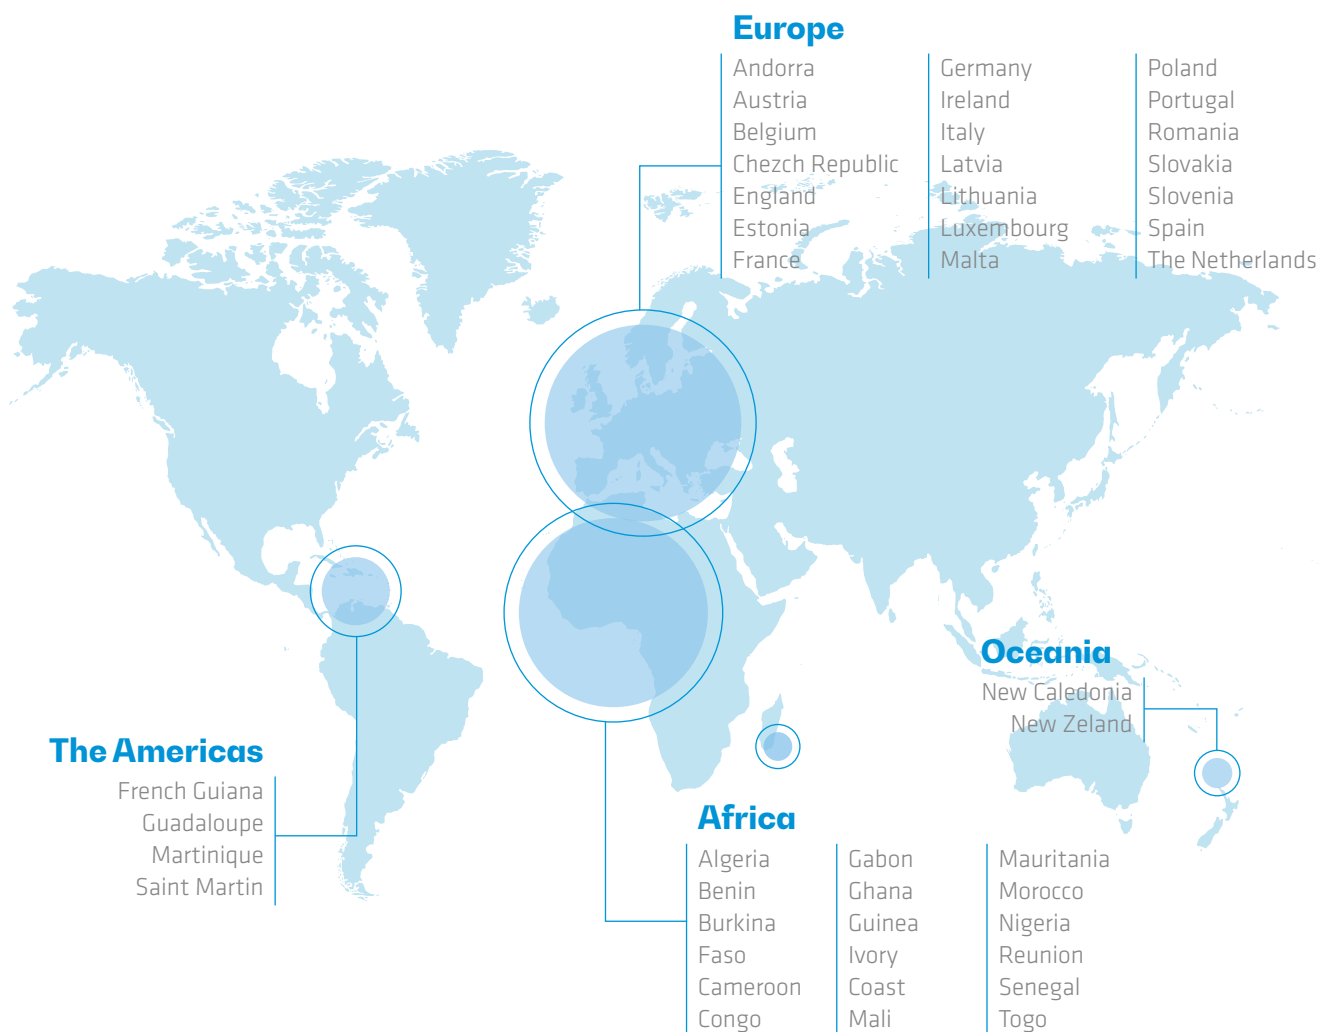 Europe
Andorra
Austria
Belgium
Chezch Republic
England
Estonia
France
Germany
Ireland
Italy
Latvia
Lithuania
Luxembourg
Malta
Poland
Portugal
Romania
Slovakia
Slovenia
Spain
The Netherlands
Oceania
New Caledonia
New Zeland
The Americas
French Guiana
Guadaloupe
Martinique
Saint Martin
Africa
Algeria
Benin
Burkina
Faso
Cameroon
Congo
Gabon
Ghana
Guinea
Ivory
Coast
Mali
Mauritania
Morocco
Nigeria
Reunion
Senegal
Togo